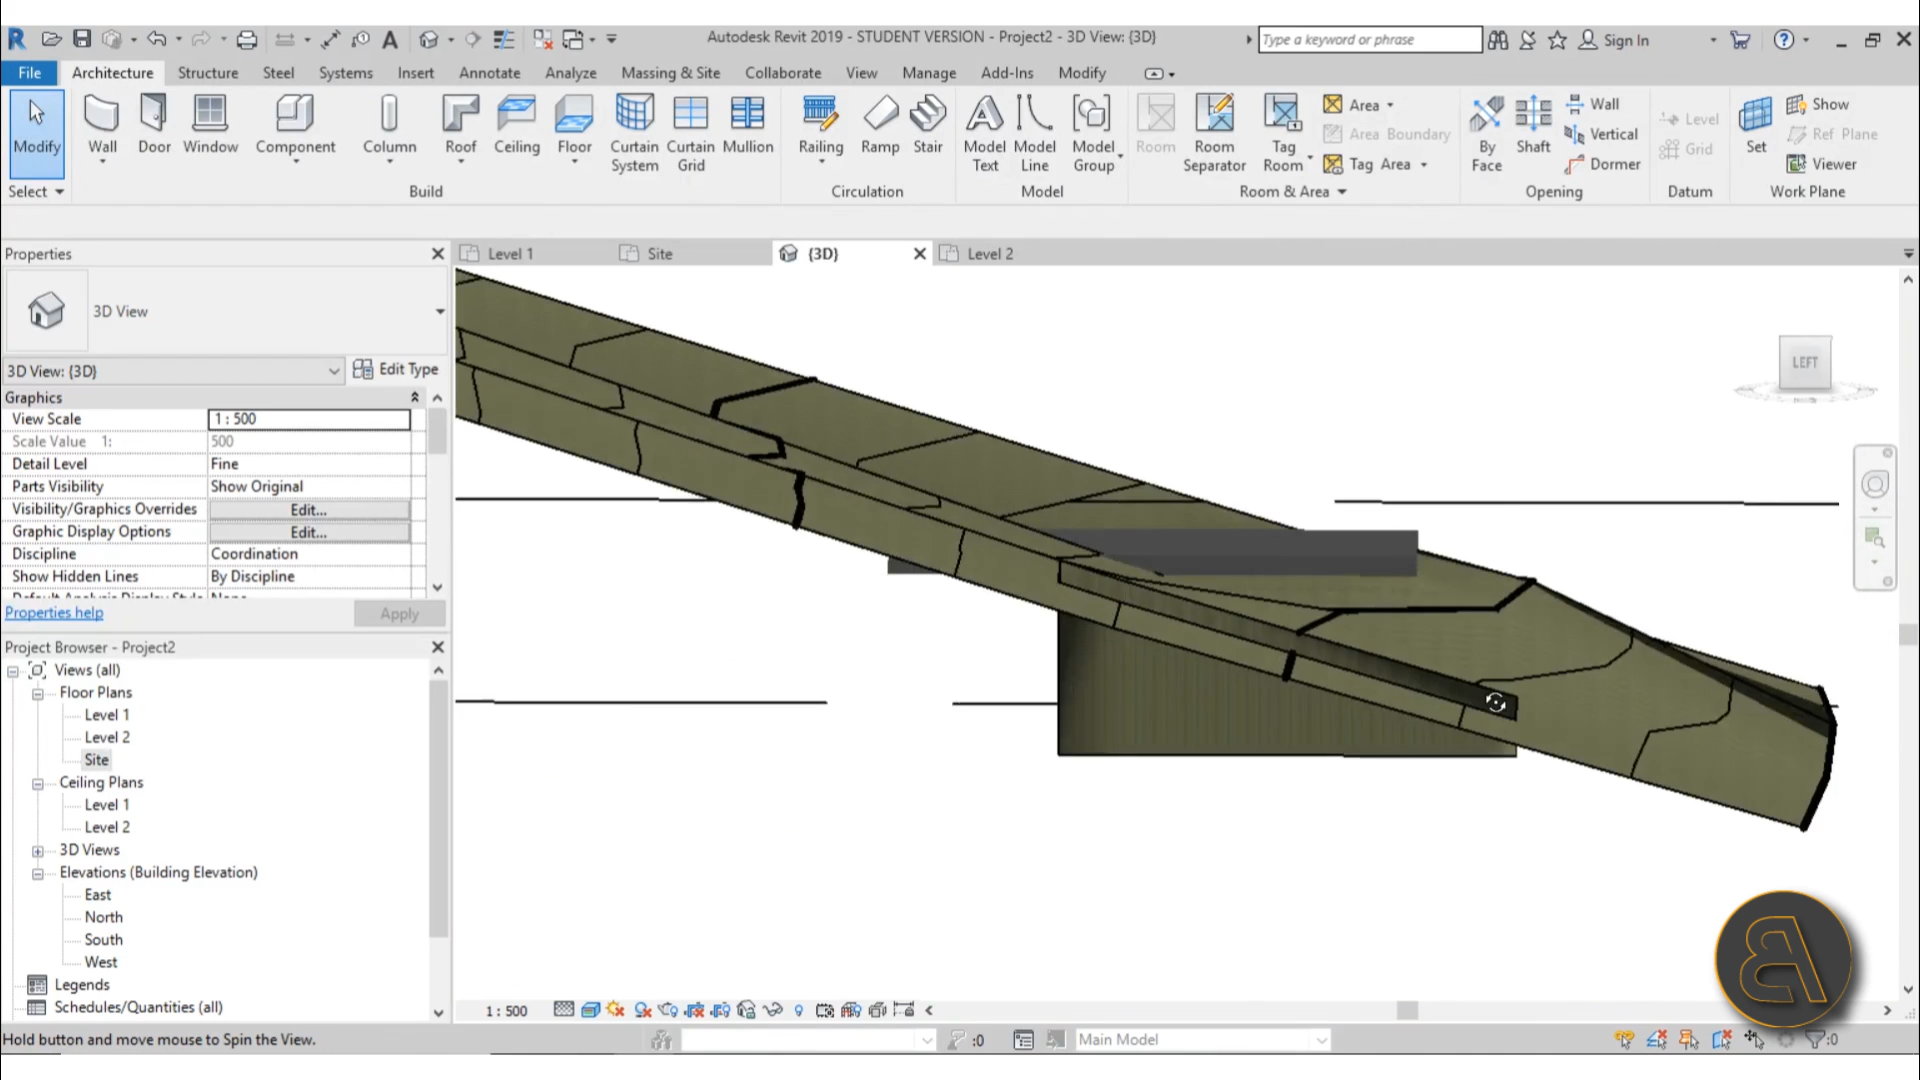 Autodesk Revit 2019 - STUDENT VERSION - Project2 - 3D View: {3D}
Type a keyword or phrase
Sign In
File Architecture Structure Steel Systems Insert Annotate Analyze Massing & Site Collaborate View Manage Add-Ins Modify
Modify
Wall
Door
Window
Component
Column
Roof
Ceiling
Floor
Curtain System
Curtain Grid
Mullion
Railing
Ramp
Stair
Model Text
Model Line
Model Group
Room
Room Separator
Tag Room
Area
Area Boundary
Tag Area
By Face
Shaft
Wall
Vertical
Dormer
Level
Grid
Set
Show
Ref Plane
Viewer
Select Build Circulation Model Room & Area Opening Datum Work Plane
Properties
Level 1 Site {3D} Level 2
3D View
3D View: {3D} Edit Type
Graphics
View Scale 1 : 500
Scale Value 1: 500
Detail Level Fine
Parts Visibility Show Original
Visibility/Graphics Overrides Edit...
Graphic Display Options Edit...
Discipline Coordination
Show Hidden Lines By Discipline
Properties help Apply
LEFT
Project Browser - Project2
Views (all)
Floor Plans
Level 1
Level 2
Site
Ceiling Plans
Level 1
Level 2
3D Views
Elevations (Building Elevation)
East
North
South
West
Legends
Schedules/Quantities (all)
1 : 500
Hold button and move mouse to Spin the View.
:0
Main Model
:0